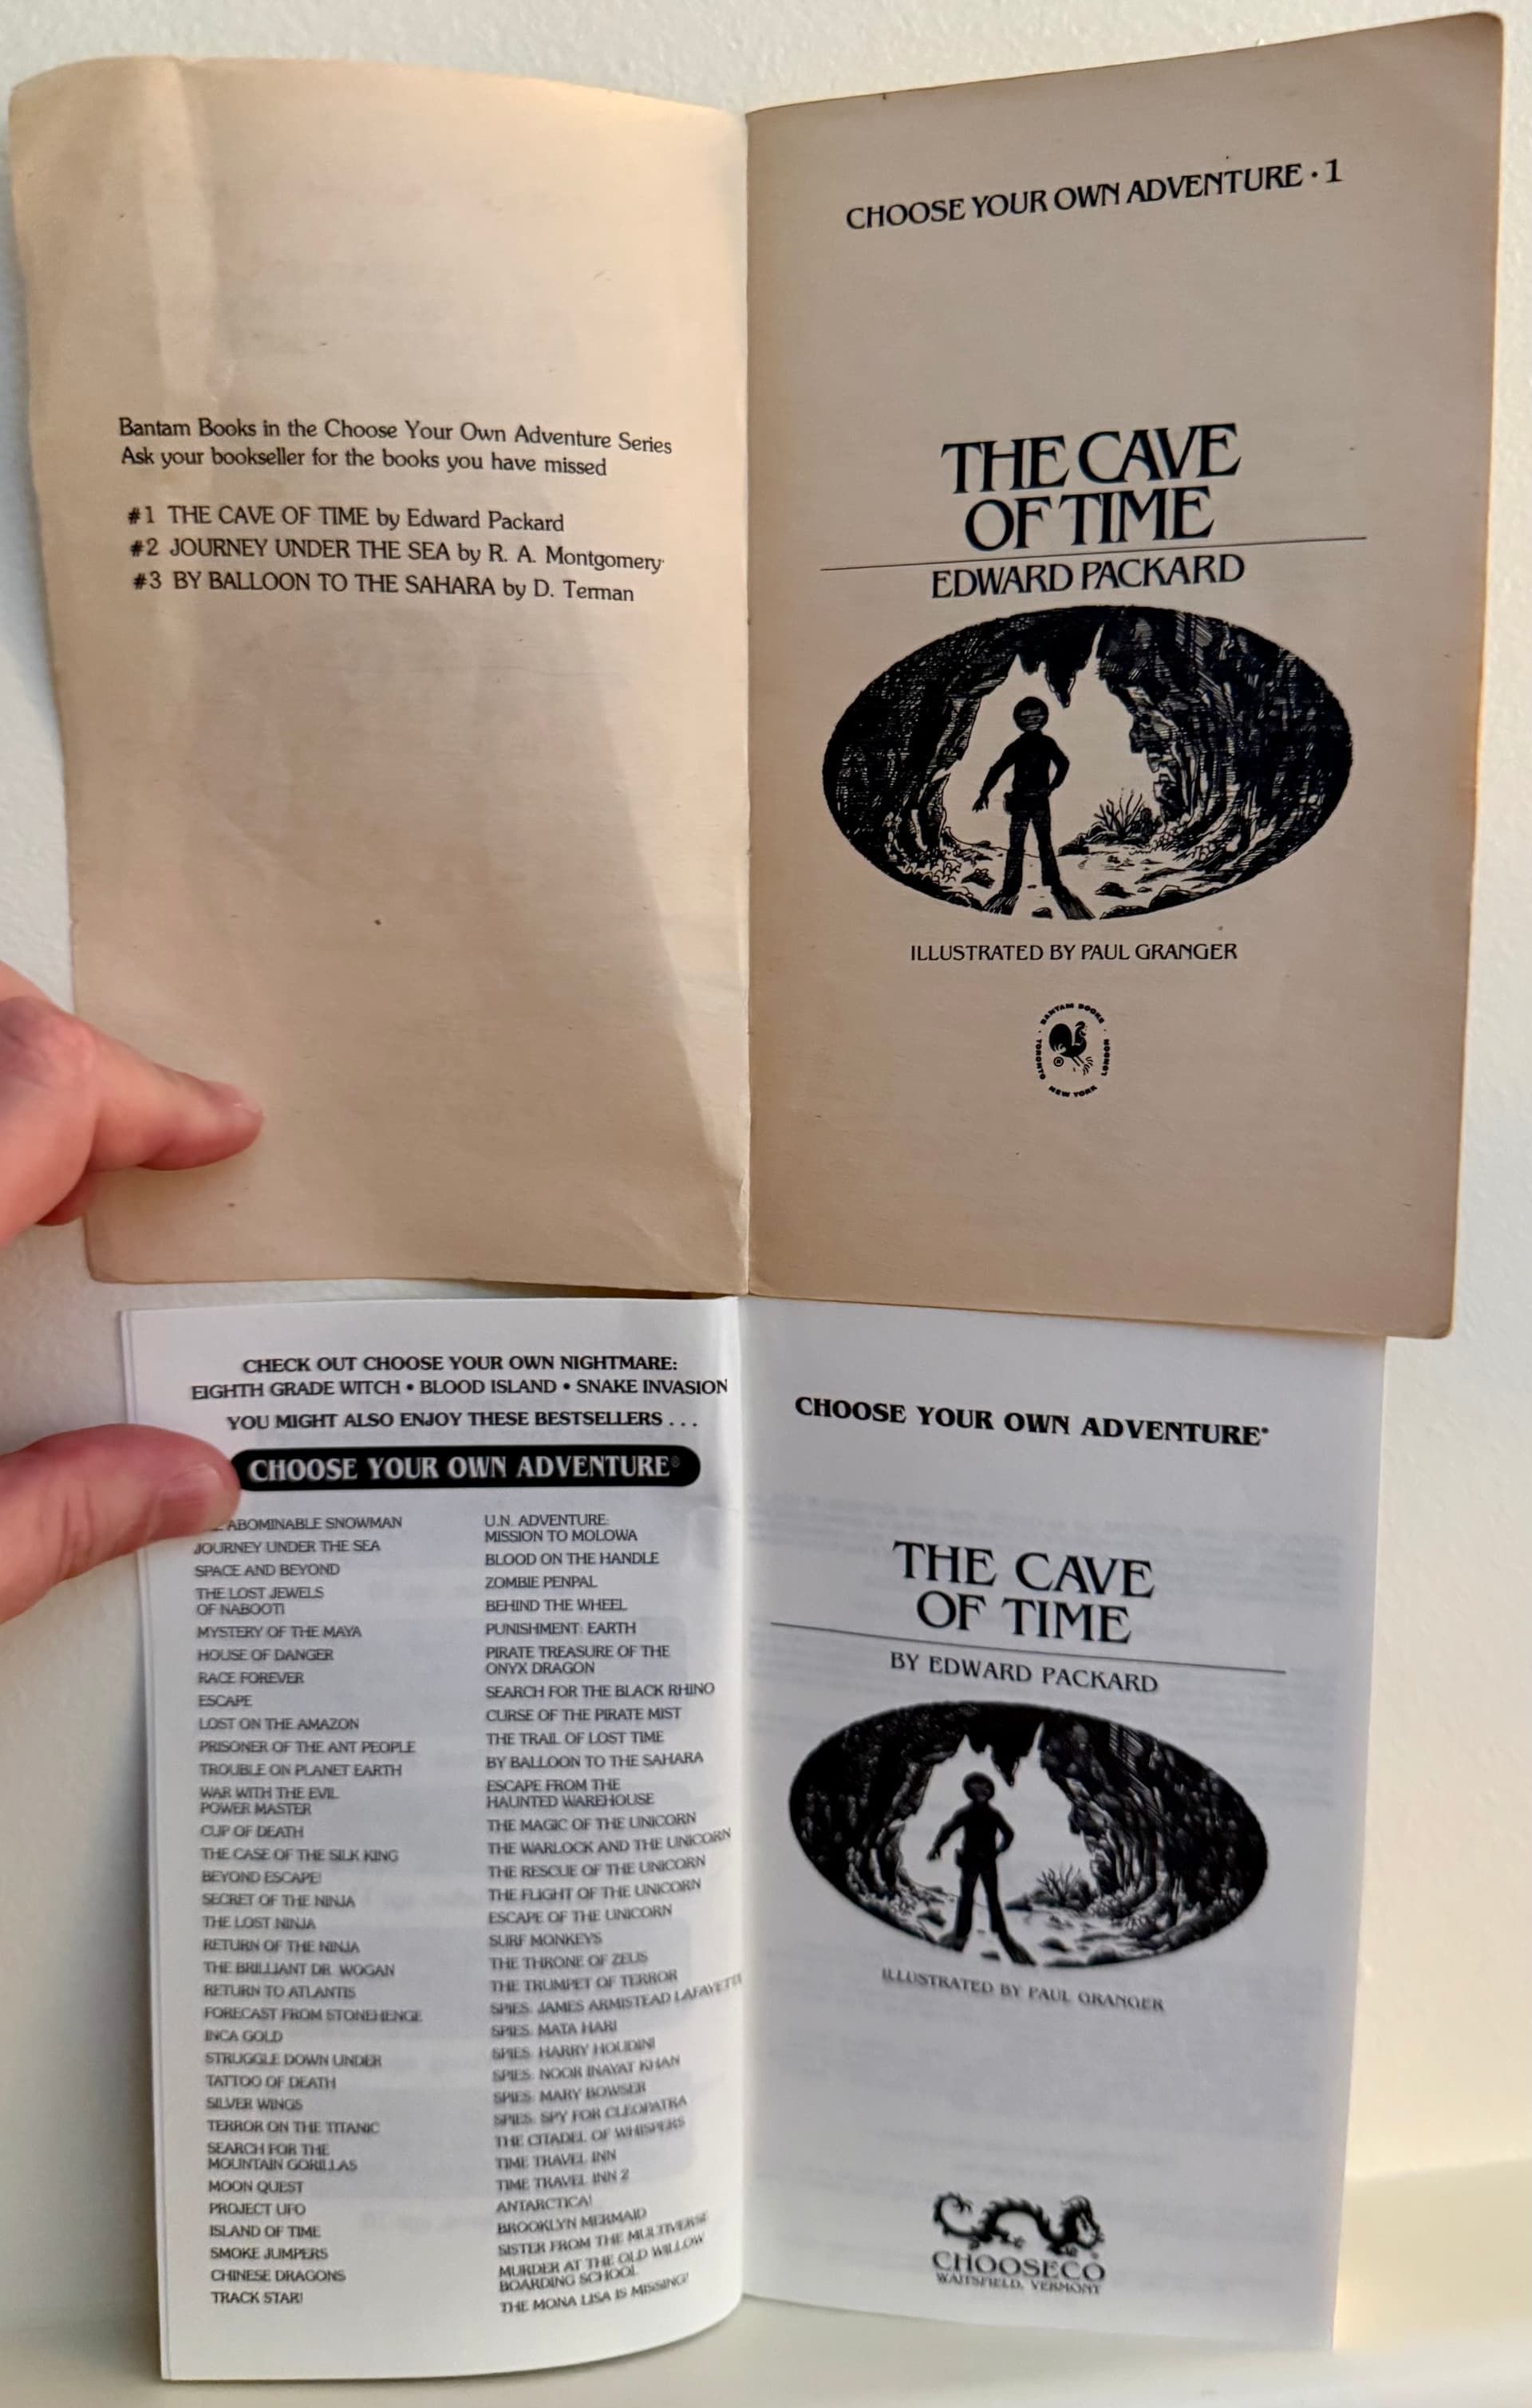 Bantam Books in the Choose Your Own Adventure Series
Ask your bookseller for the books you have missed
#1 THE CAVE OF TIME by Edward Packard
#2 JOURNEY UNDER THE SEA by R. A. Montgomery
#3 BY BALLOON TO THE SAHARA by D. Terman
CHOOSE YOUR OWN ADVENTURE • 1
THE CAVE
OF TIME
EDWARD PACKARD
ILLUSTRATED BY PAUL GRANGER
BANTAM BOOKS
TORONTO • NEW YORK • LONDON
CHECK OUT CHOOSE YOUR OWN NIGHTMARE:
EIGHTH GRADE WITCH • BLOOD ISLAND • SNAKE INVASION
YOU MIGHT ALSO ENJOY THESE BESTSELLERS . . .
CHOOSE YOUR OWN ADVENTURE®
ABOMINABLE SNOWMAN
JOURNEY UNDER THE SEA
SPACE AND BEYOND
THE LOST JEWELS
OF NABOOTI
MYSTERY OF THE MAYA
HOUSE OF DANGER
RACE FOREVER
ESCAPE
LOST ON THE AMAZON
PRISONER OF THE ANT PEOPLE
TROUBLE ON PLANET EARTH
WAR WITH THE EVIL
POWER MASTER
CUP OF DEATH
THE CASE OF THE SILK KING
BEYOND ESCAPE!
SECRET OF THE NINJA
THE LOST NINJA
RETURN OF THE NINJA
THE BRILLIANT DR. WOGAN
RETURN TO ATLANTIS
FORECAST FROM STONEHENGE
INCA GOLD
STRUGGLE DOWN UNDER
TATTOO OF DEATH
SILVER WINGS
TERROR ON THE TITANIC
SEARCH FOR THE
MOUNTAIN GORILLAS
MOON QUEST
PROJECT UFO
ISLAND OF TIME
SMOKE JUMPERS
CHINESE DRAGONS
TRACK STAR!
U.N. ADVENTURE:
MISSION TO MOLOWA
BLOOD ON THE HANDLE
ZOMBIE PENPAL
BEHIND THE WHEEL
PUNISHMENT: EARTH
PIRATE TREASURE OF THE
ONYX DRAGON
SEARCH FOR THE BLACK RHINO
CURSE OF THE PIRATE MIST
THE TRAIL OF LOST TIME
BY BALLOON TO THE SAHARA
ESCAPE FROM THE
HAUNTED WAREHOUSE
THE MAGIC OF THE UNICORN
THE WARLOCK AND THE UNICORN
THE RESCUE OF THE UNICORN
THE FLIGHT OF THE UNICORN
ESCAPE OF THE UNICORN
SURF MONKEYS
THE THRONE OF ZEUS
THE TRUMPET OF TERROR
SPIES: JAMES ARMISTEAD LAFAYETTE
SPIES: MATA HARI
SPIES: HARRY HOUDINI
SPIES: NOOR INAYAT KHAN
SPIES: MARY BOWSER
SPIES: SPY FOR CLEOPATRA
THE CITADEL OF WHISPERS
TIME TRAVEL INN
TIME TRAVEL INN 2
ANTARCTICA!
BROOKLYN MERMAID
SISTER FROM THE MULTIVERSE
MURDER AT THE OLD WILLOW
BOARDING SCHOOL
THE MONA LISA IS MISSING!
CHOOSE YOUR OWN ADVENTURE®
THE CAVE
OF TIME
BY EDWARD PACKARD
ILLUSTRATED BY PAUL GRANGER
CHOOSECO
WAITSFIELD, VERMONT